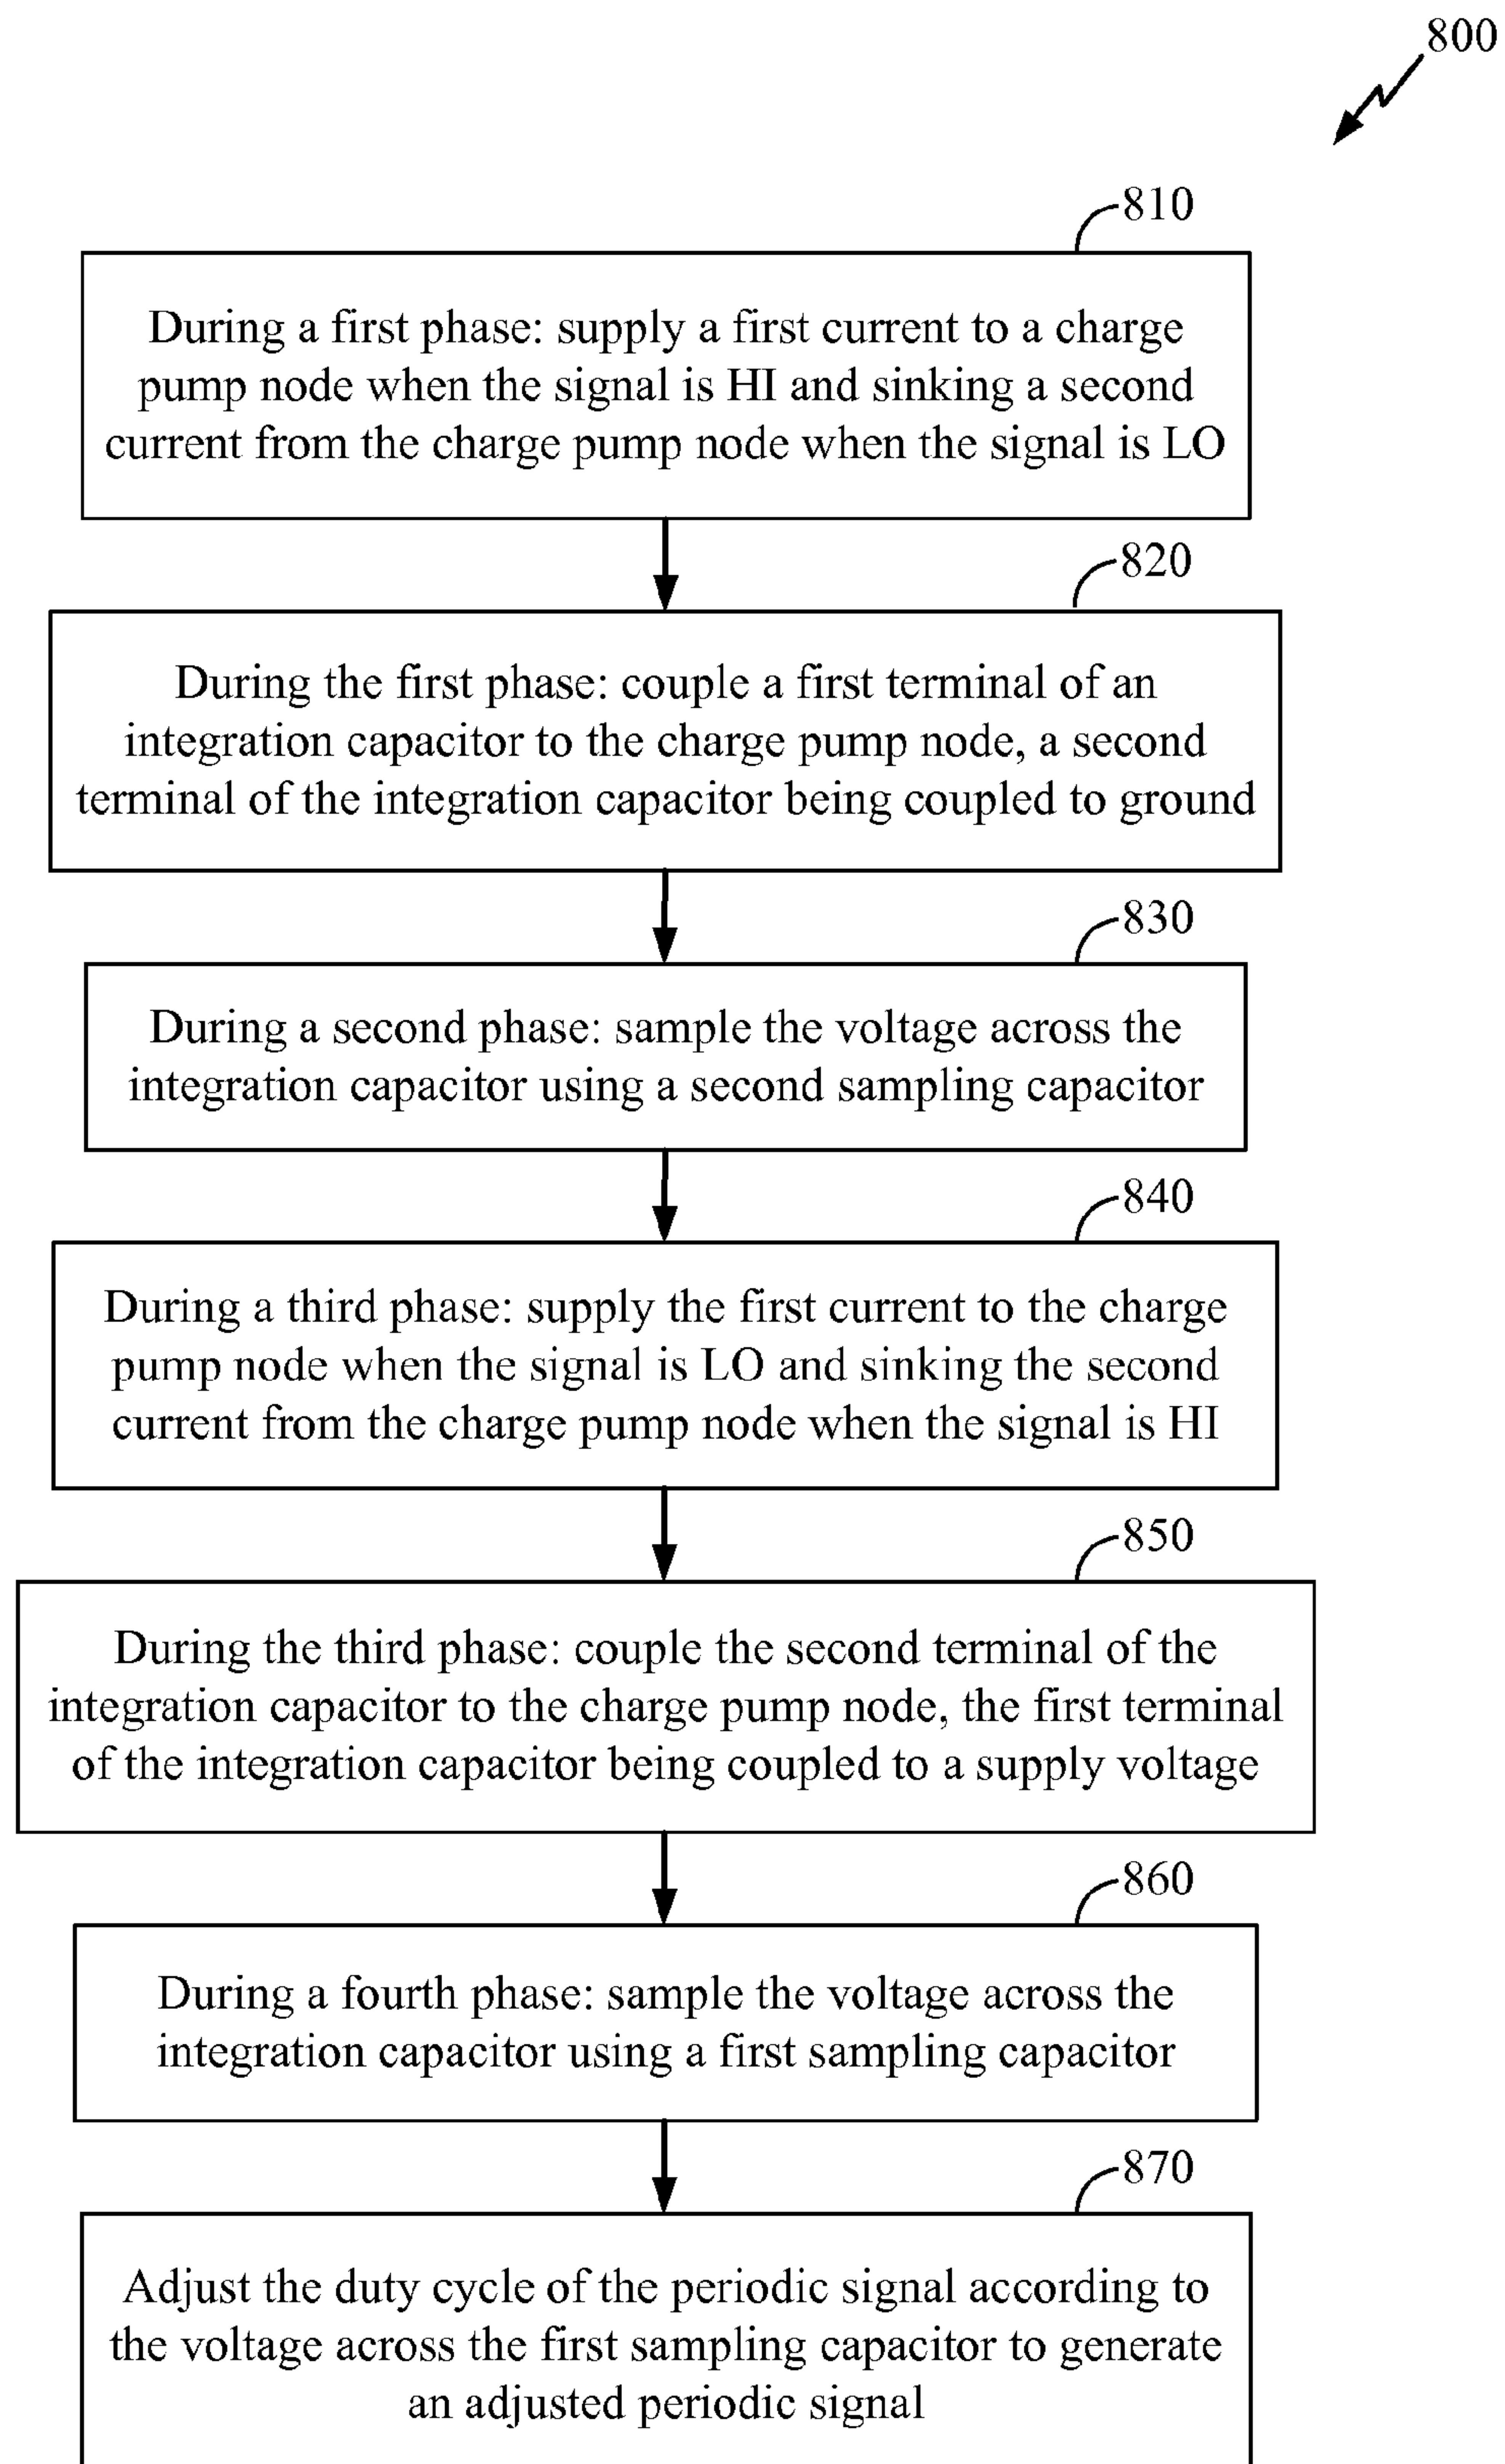 800
810
During a first phase: supply a first current to a charge
pump node when the signal is HI and sinking a second
current from the charge pump node when the signal is LO
820
During the first phase: couple a first terminal of an
integration capacitor to the charge pump node, a second
terminal of the integration capacitor being coupled to ground
830
During a second phase: sample the voltage across the
integration capacitor using a second sampling capacitor
840
During a third phase: supply the first current to the charge
pump node when the signal is LO and sinking the second
current from the charge pump node when the signal is HI
850
During the third phase: couple the second terminal of the
integration capacitor to the charge pump node, the first terminal
of the integration capacitor being coupled to a supply voltage
860
During a fourth phase: sample the voltage across the
integration capacitor using a first sampling capacitor
870
Adjust the duty cycle of the periodic signal according to
the voltage across the first sampling capacitor to generate
an adjusted periodic signal